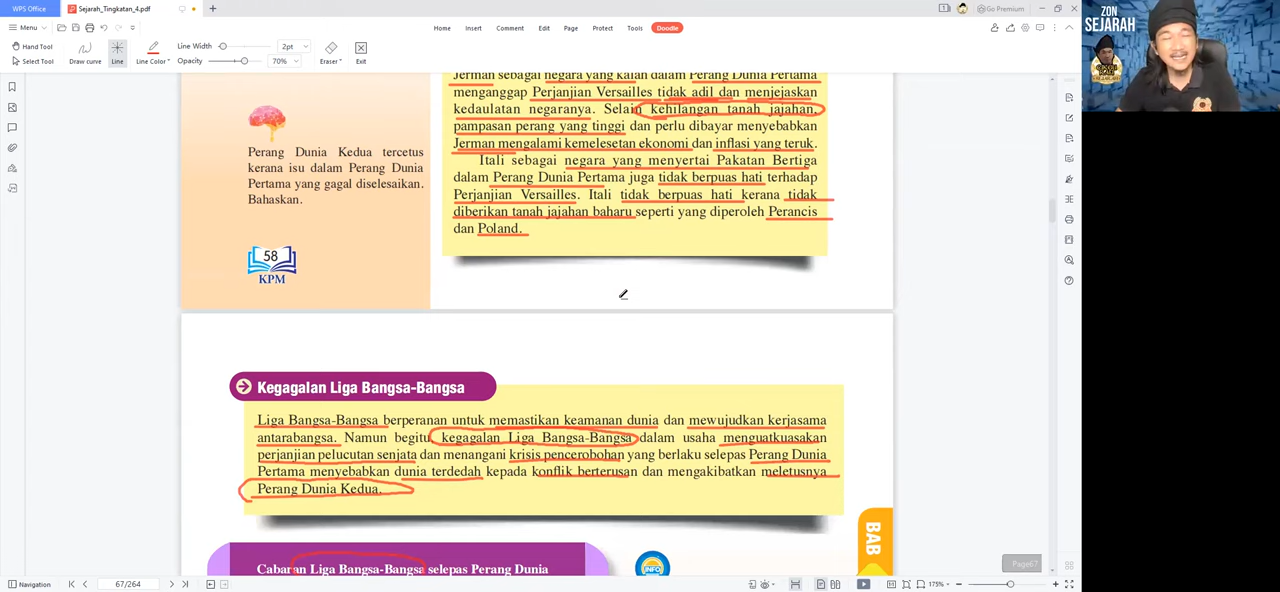 WPS Office
Sejarah_Tingkatan_4.pdf
Go Premium
Menu
Home Insert Comment Edit Page Protect Tools Doodle
Hand Tool
Select Tool
Draw curve
Line
Line Color
Line Width
2pt
Opacity
70%
Eraser
Exit
ZON
SEJARAH
Jerman sebagai negara yang kalah dalam Perang Dunia Pertama
menganggap Perjanjian Versailles tidak adil dan menjejaskan
kedaulatan negaranya. Selain kehilangan tanah jajahan,
pampasan perang yang tinggi dan perlu dibayar menyebabkan
Jerman mengalami kemelesetan ekonomi dan inflasi yang teruk.
Itali sebagai negara yang menyertai Pakatan Bertiga
dalam Perang Dunia Pertama juga tidak berpuas hati terhadap
Perjanjian Versailles. Itali tidak berpuas hati kerana tidak
diberikan tanah jajahan baharu seperti yang diperoleh Perancis
dan Poland.
Perang Dunia Kedua tercetus
kerana isu dalam Perang Dunia
Pertama yang gagal diselesaikan.
Bahaskan.
58
KPM
Kegagalan Liga Bangsa-Bangsa
Liga Bangsa-Bangsa berperanan untuk memastikan keamanan dunia dan mewujudkan kerjasama
antarabangsa. Namun begitu, kegagalan Liga Bangsa-Bangsa dalam usaha menguatkuasakan
perjanjian pelucutan senjata dan menangani krisis pencerobohan yang berlaku selepas Perang Dunia
Pertama menyebabkan dunia terdedah kepada konflik berterusan dan mengakibatkan meletusnya
Perang Dunia Kedua.
BAB
Cabaran Liga Bangsa-Bangsa selepas Perang Dunia
INFO
Page67
Navigation
67/264
175%